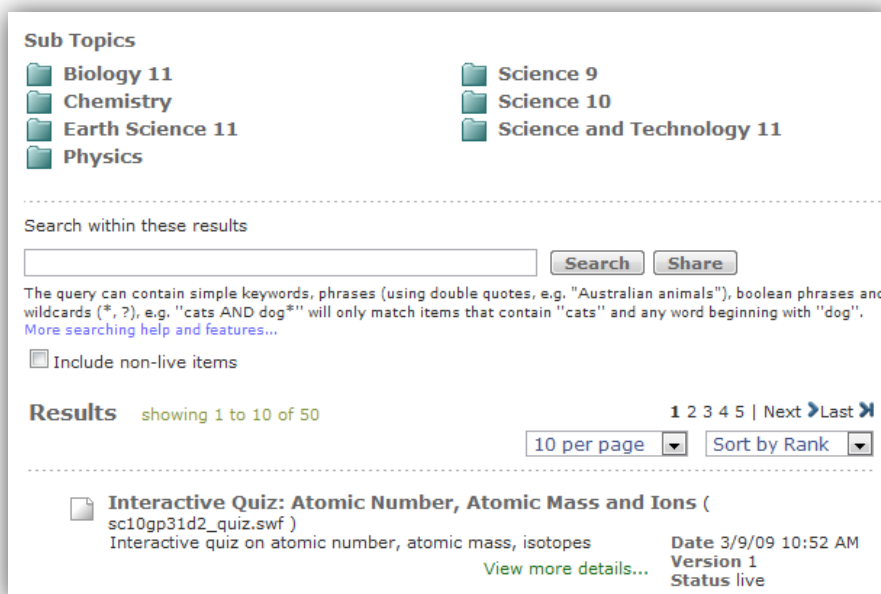 Sub Topics
Biology 11
Chemistry
Earth Science 11
Physics
Science 9
Science 10
Science and Technology 11
Search within these results
Search Share
The query can contain simple keywords, phrases (using double quotes, e.g. "Australian animals"), boolean phrases and
wildcards (*, ?), e.g. "cats AND dog*" will only match items that contain "cats" and any word beginning with "dog".
More searching help and features...
Include non-live items
Results showing 1 to 10 of 50
1 2 3 4 5 | Next Last
10 per page Sort by Rank
Interactive Quiz: Atomic Number, Atomic Mass and Ions (
sc10gp31d2_quiz.swf )
Interactive quiz on atomic number, atomic mass, isotopes
View more details...
Date 3/9/09 10:52 AM
Version 1
Status live